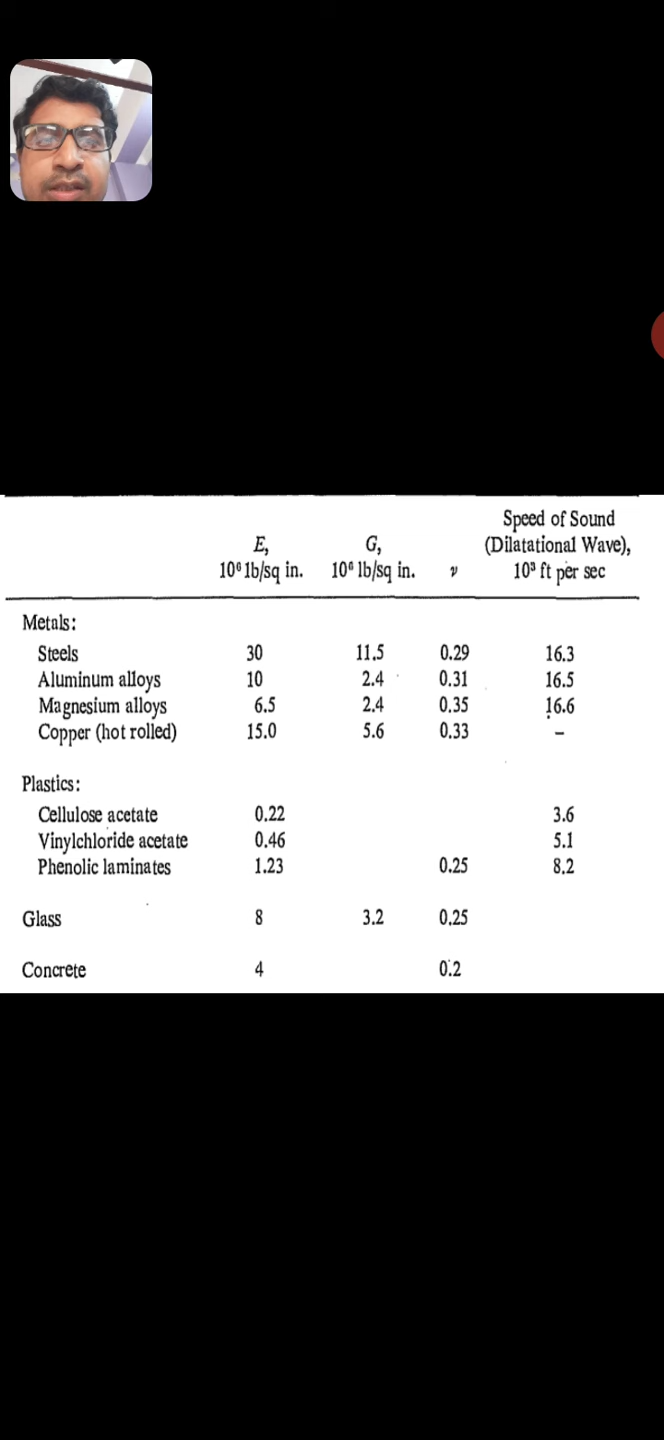 Speed of Sound
E, G, (Dilatational Wave),
10⁶ lb/sq in. 10⁶ lb/sq in. ν 10³ ft per sec
Metals:
Steels 30 11.5 0.29 16.3
Aluminum alloys 10 2.4 0.31 16.5
Magnesium alloys 6.5 2.4 0.35 16.6
Copper (hot rolled) 15.0 5.6 0.33 –
Plastics:
Cellulose acetate 0.22 3.6
Vinylchloride acetate 0.46 5.1
Phenolic laminates 1.23 0.25 8.2
Glass 8 3.2 0.25
Concrete 4 0.2